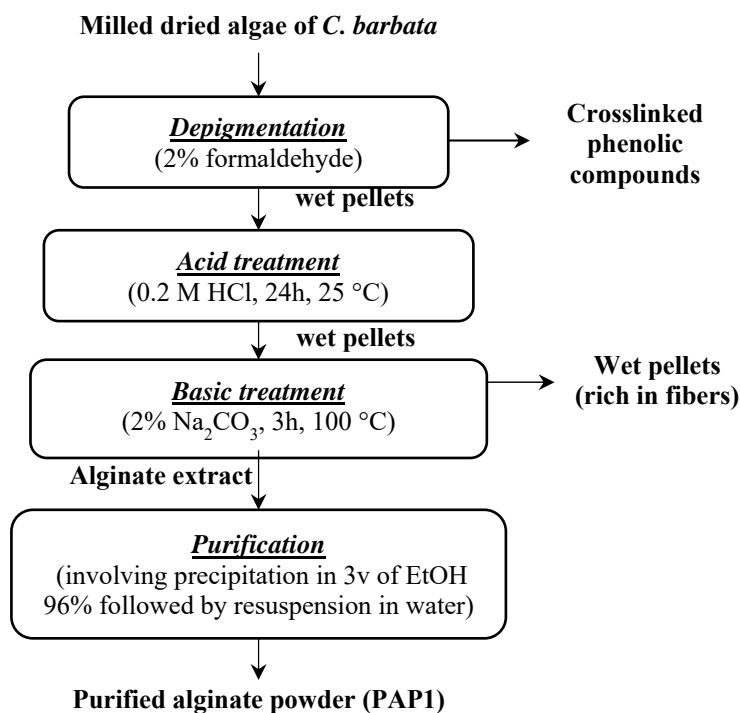 Milled dried algae of C. barbata
Depigmentation
(2% formaldehyde)
Crosslinked
phenolic
compounds
wet pellets
Acid treatment
(0.2 M HCl, 24h, 25 °C)
wet pellets
Basic treatment
(2% Na₂CO₃, 3h, 100 °C)
Wet pellets
(rich in fibers)
Alginate extract
Purification
(involving precipitation in 3v of EtOH
96% followed by resuspension in water)
Purified alginate powder (PAP1)